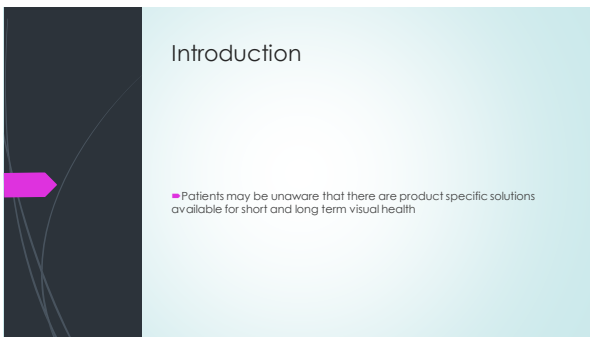 Introduction
Patients may be unaware that there are product specific solutions
available for short and long term visual health